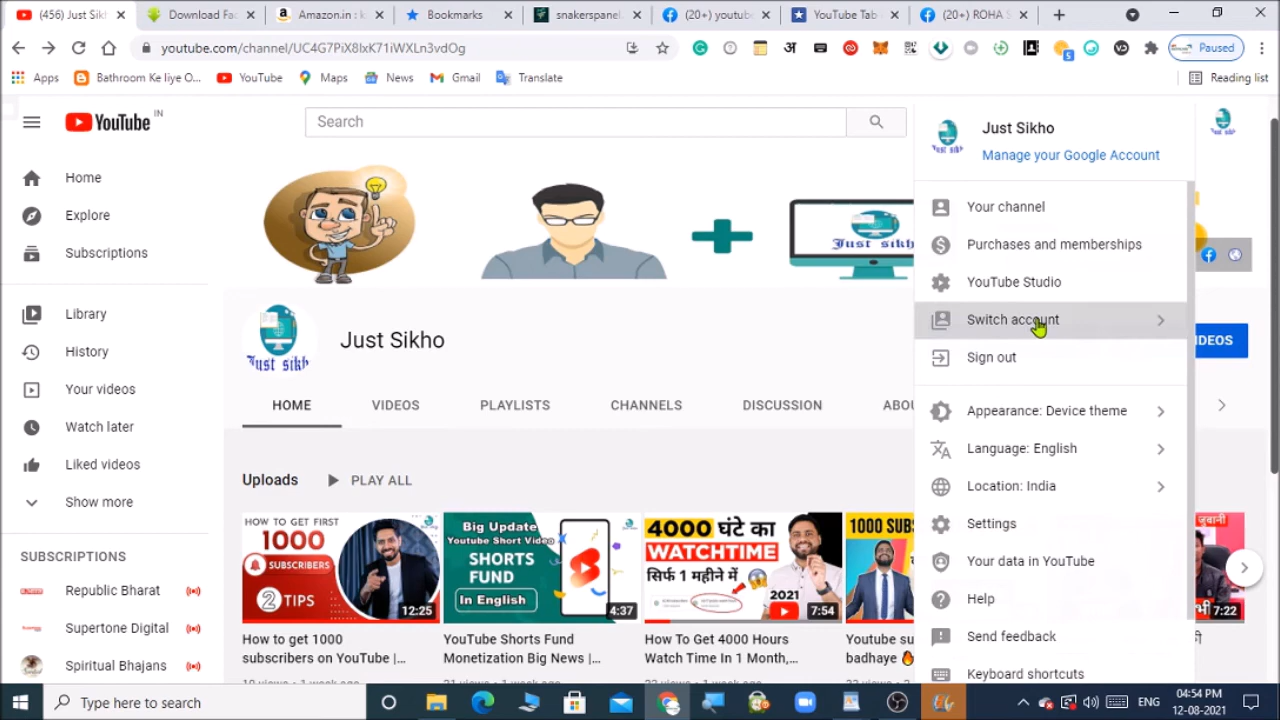 (456) Just S
Download Fac
Amazon.in : k
Bookmarks
snakerspanel.
(20+) youtube
YouTube Tab -
(20+) ROHA S
youtube.com/channel/UC4G7PiX8IxK71iWXLn3vdOg
Paused
Apps
Bathroom Ke liye O...
YouTube
Maps
News
Gmail
Translate
Reading list
YouTube IN
Search
Home
Explore
Subscriptions
Library
History
Your videos
Watch later
Liked videos
Show more
SUBSCRIPTIONS
Republic Bharat
Supertone Digital
Spiritual Bhajans
Just sikho
Just sikh
Just Sikho
HOME
VIDEOS
PLAYLISTS
CHANNELS
DISCUSSION
ABOU
Uploads
PLAY ALL
HOW TO GET FIRST
1000
SUBSCRIBERS
2 TIPS
12:25
How to get 1000
subscribers on YouTube |...
Big Update
Youtube Short Video
SHORTS
FUND
In English
4:37
YouTube Shorts Fund
Monetization Big News |...
4000 घंटे का
WATCHTIME
सिर्फ 1 महीने में
2021
7:54
How To Get 4000 Hours
Watch Time In 1 Month,...
1000 SUBS
Youtube su
badhaye
7:22
VIDEOS
Just Sikho
Manage your Google Account
Your channel
Purchases and memberships
YouTube Studio
Switch account
Sign out
Appearance: Device theme
Language: English
Location: India
Settings
Your data in YouTube
Help
Send feedback
Keyboard shortcuts
Type here to search
ENG
04:54 PM
12-08-2021